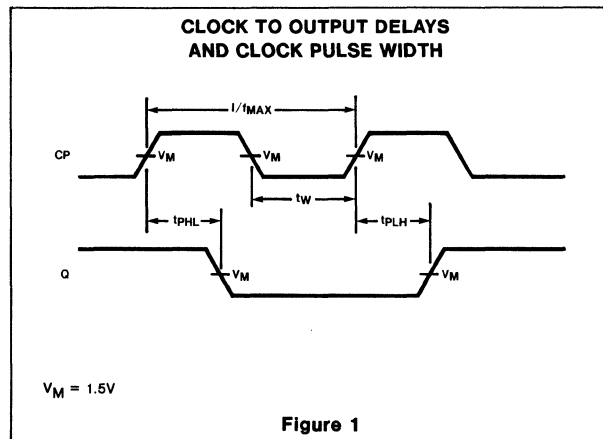 CLOCK TO OUTPUT DELAYS
AND CLOCK PULSE WIDTH
I/fMAX
CP
VM
VM
VM
tW
tPHL
tPLH
Q
VM
VM
VM = 1.5V
Figure 1